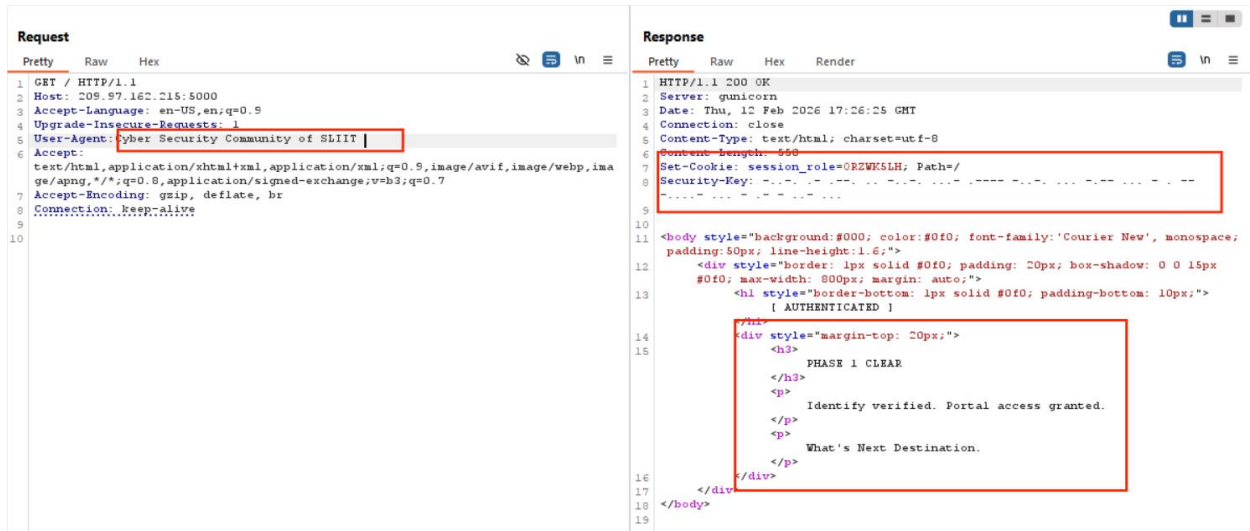 Request
Pretty Raw Hex
\n
1 GET / HTTP/1.1
2 Host: 209.97.162.215:5000
3 Accept-Language: en-US,en;q=0.9
4 Upgrade-Insecure-Requests: 1
5 User-Agent:Cyber Security Community of SLIIT
6 Accept:
text/html,application/xhtml+xml,application/xml;q=0.9,image/avif,image/webp,ima
ge/apng,*/*;q=0.8,application/signed-exchange;v=b3;q=0.7
7 Accept-Encoding: gzip, deflate, br
8 Connection: keep-alive
9
10
Response
Pretty Raw Hex Render
\n
1 HTTP/1.1 200 OK
2 Server: gunicorn
3 Date: Thu, 12 Feb 2026 17:26:25 GMT
4 Connection: close
5 Content-Type: text/html; charset=utf-8
6 Content-Length: 558
7 Set-Cookie: session_role=0RZWK5LH; Path=/
8 Security-Key:
9
10
11 <body style="background:#000; color:#0f0; font-family:'Courier New', monospace;
padding:50px; line-height:1.6;">
12 <div style="border: 1px solid #0f0; padding: 20px; box-shadow: 0 0 15px
#0f0; max-width: 800px; margin: auto;">
13 <h1 style="border-bottom: 1px solid #0f0; padding-bottom: 10px;">
[ AUTHENTICATED ]
</h1>
14 <div style="margin-top: 20px;">
15 <h3>
PHASE 1 CLEAR
</h3>
<p>
Identify verified. Portal access granted.
</p>
<p>
What's Next Destination.
</p>
16 </div>
17 </div>
18 </body>
19